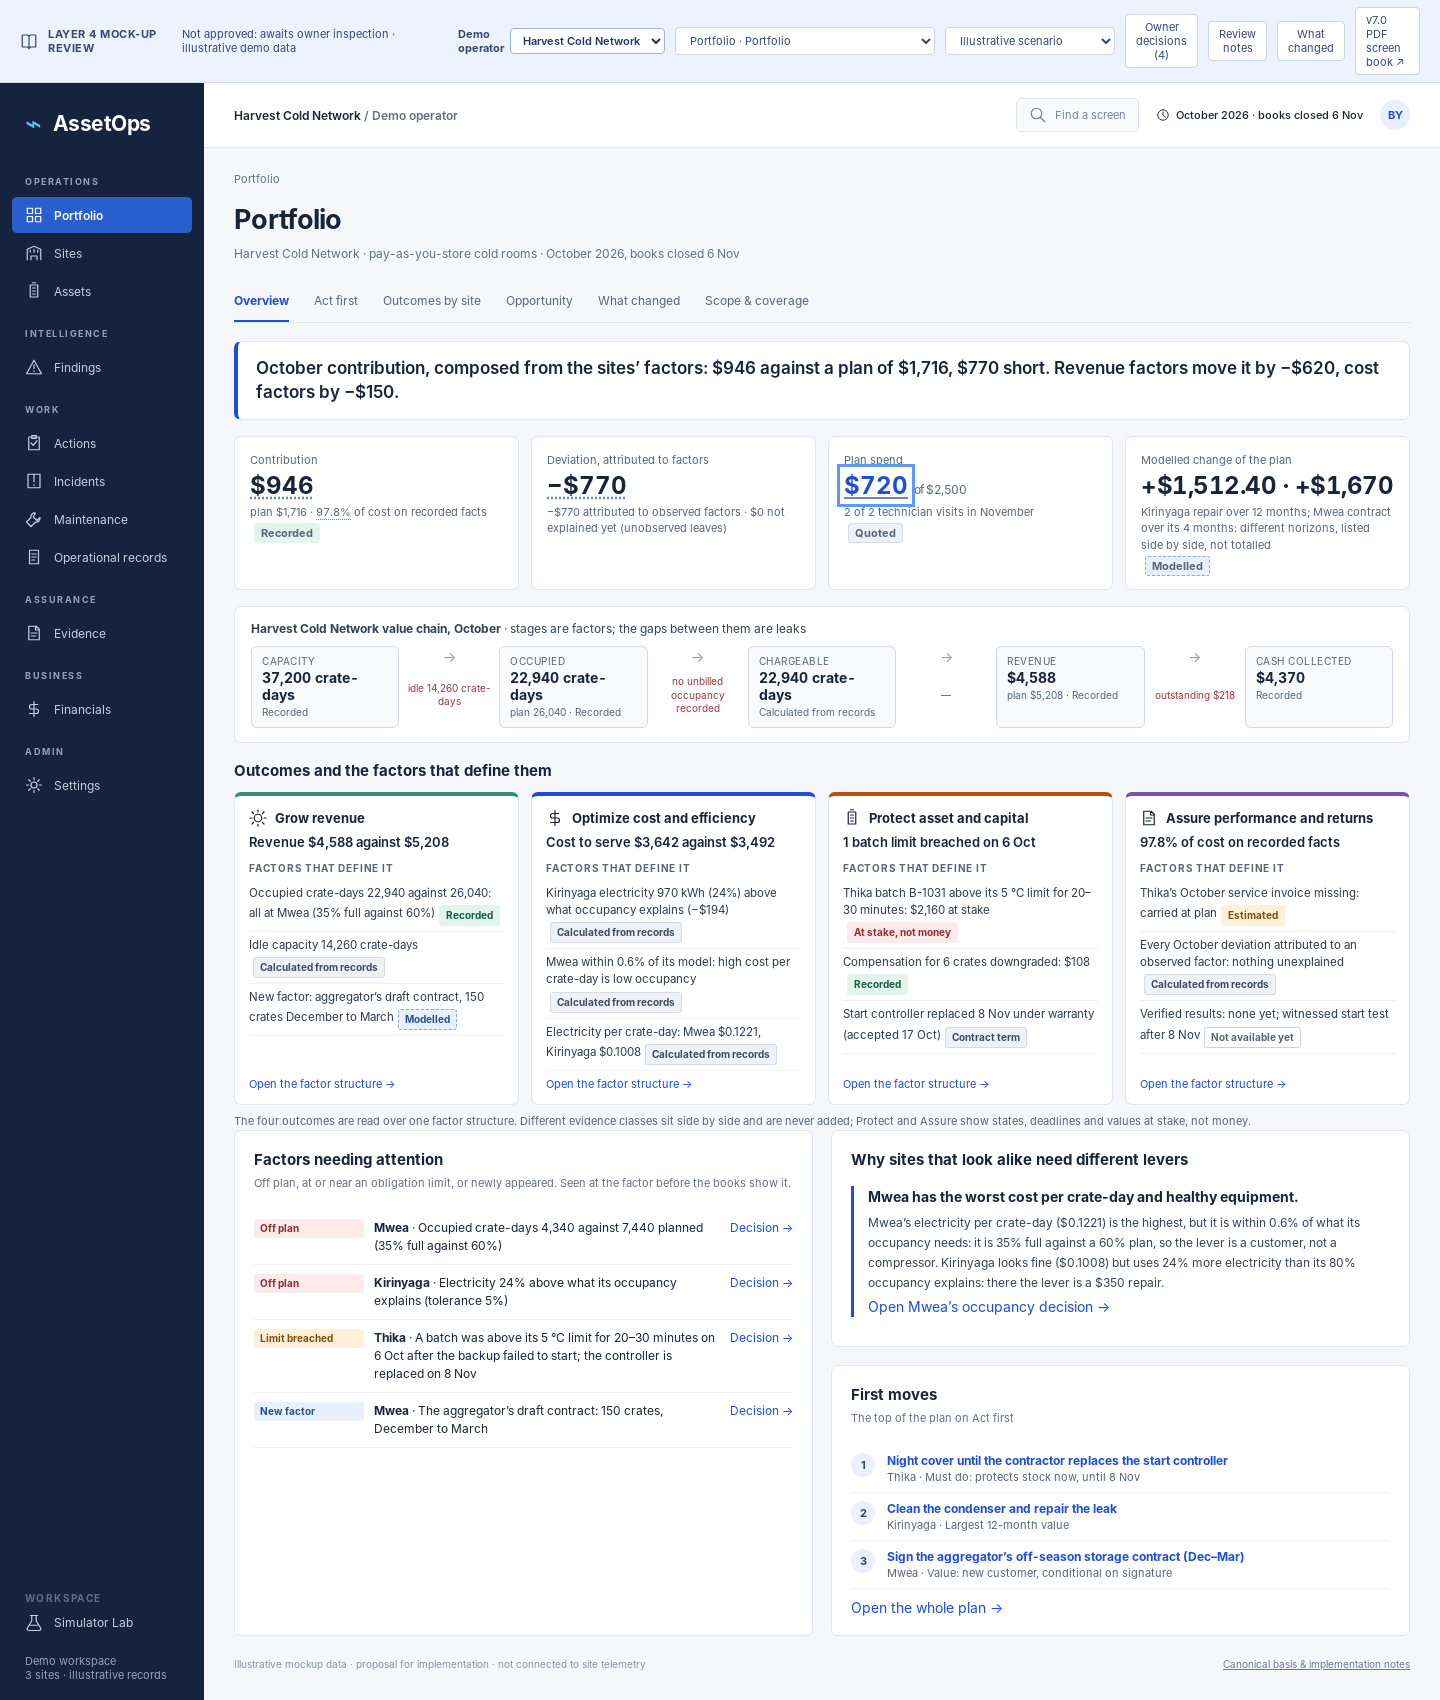 LAYER 4 MOCK-UP
REVIEW
Not approved: awaits owner inspection ·
illustrative demo data
Demo
operator
Harvest Cold Network
Portfolio · Portfolio
Illustrative scenario
Owner
decisions
(4)
Review
notes
What
changed
v7.0
PDF
screen
book ↗
AssetOps
Harvest Cold Network / Demo operator
Find a screen
October 2026 · books closed 6 Nov
BY
OPERATIONS
Portfolio
Sites
Assets
INTELLIGENCE
Findings
WORK
Actions
Incidents
Maintenance
Operational records
ASSURANCE
Evidence
BUSINESS
Financials
ADMIN
Settings
WORKSPACE
Simulator Lab
Demo workspace
3 sites · illustrative records
Portfolio
Portfolio
Harvest Cold Network · pay-as-you-store cold rooms · October 2026, books closed 6 Nov
Overview
Act first
Outcomes by site
Opportunity
What changed
Scope & coverage
October contribution, composed from the sites’ factors: $946 against a plan of $1,716, $770 short. Revenue factors move it by −$620, cost
factors by −$150.
Contribution
$946
plan $1,716 · 97.8% of cost on recorded facts
Recorded
Deviation, attributed to factors
−$770
−$770 attributed to observed factors · $0 not
explained yet (unobserved leaves)
Plan spend
$720 of $2,500
2 of 2 technician visits in November
Quoted
Modelled change of the plan
+$1,512.40 · +$1,670
Kirinyaga repair over 12 months; Mwea contract
over its 4 months: different horizons, listed
side by side, not totalled
Modelled
Harvest Cold Network value chain, October · stages are factors; the gaps between them are leaks
CAPACITY
37,200 crate-
days
Recorded
→
idle 14,260 crate-
days
OCCUPIED
22,940 crate-
days
plan 26,040 · Recorded
→
no unbilled
occupancy
recorded
CHARGEABLE
22,940 crate-
days
Calculated from records
→
—
REVENUE
$4,588
plan $5,208 · Recorded
→
outstanding $218
CASH COLLECTED
$4,370
Recorded
Outcomes and the factors that define them
Grow revenue
Revenue $4,588 against $5,208
FACTORS THAT DEFINE IT
Occupied crate-days 22,940 against 26,040:
all at Mwea (35% full against 60%) Recorded
Idle capacity 14,260 crate-days
Calculated from records
New factor: aggregator’s draft contract, 150
crates December to March Modelled
Open the factor structure →
Optimize cost and efficiency
Cost to serve $3,642 against $3,492
FACTORS THAT DEFINE IT
Kirinyaga electricity 970 kWh (24%) above
what occupancy explains (−$194)
Calculated from records
Mwea within 0.6% of its model: high cost per
crate-day is low occupancy
Calculated from records
Electricity per crate-day: Mwea $0.1221,
Kirinyaga $0.1008 Calculated from records
Open the factor structure →
Protect asset and capital
1 batch limit breached on 6 Oct
FACTORS THAT DEFINE IT
Thika batch B-1031 above its 5 °C limit for 20–
30 minutes: $2,160 at stake
At stake, not money
Compensation for 6 crates downgraded: $108
Recorded
Start controller replaced 8 Nov under warranty
(accepted 17 Oct) Contract term
Open the factor structure →
Assure performance and returns
97.8% of cost on recorded facts
FACTORS THAT DEFINE IT
Thika’s October service invoice missing:
carried at plan Estimated
Every October deviation attributed to an
observed factor: nothing unexplained
Calculated from records
Verified results: none yet; witnessed start test
after 8 Nov Not available yet
Open the factor structure →
The four outcomes are read over one factor structure. Different evidence classes sit side by side and are never added; Protect and Assure show states, deadlines and values at stake, not money.
Factors needing attention
Off plan, at or near an obligation limit, or newly appeared. Seen at the factor before the books show it.
Off plan
Mwea · Occupied crate-days 4,340 against 7,440 planned
(35% full against 60%)
Decision →
Off plan
Kirinyaga · Electricity 24% above what its occupancy
explains (tolerance 5%)
Decision →
Limit breached
Thika · A batch was above its 5 °C limit for 20–30 minutes on
6 Oct after the backup failed to start; the controller is
replaced on 8 Nov
Decision →
New factor
Mwea · The aggregator’s draft contract: 150 crates,
December to March
Decision →
Why sites that look alike need different levers
Mwea has the worst cost per crate-day and healthy equipment.
Mwea’s electricity per crate-day ($0.1221) is the highest, but it is within 0.6% of what its
occupancy needs: it is 35% full against a 60% plan, so the lever is a customer, not a
compressor. Kirinyaga looks fine ($0.1008) but uses 24% more electricity than its 80%
occupancy explains: there the lever is a $350 repair.
Open Mwea’s occupancy decision →
First moves
The top of the plan on Act first
1
Night cover until the contractor replaces the start controller
Thika · Must do: protects stock now, until 8 Nov
2
Clean the condenser and repair the leak
Kirinyaga · Largest 12-month value
3
Sign the aggregator’s off-season storage contract (Dec–Mar)
Mwea · Value: new customer, conditional on signature
Open the whole plan →
Illustrative mockup data · proposal for implementation · not connected to site telemetry
Canonical basis & implementation notes